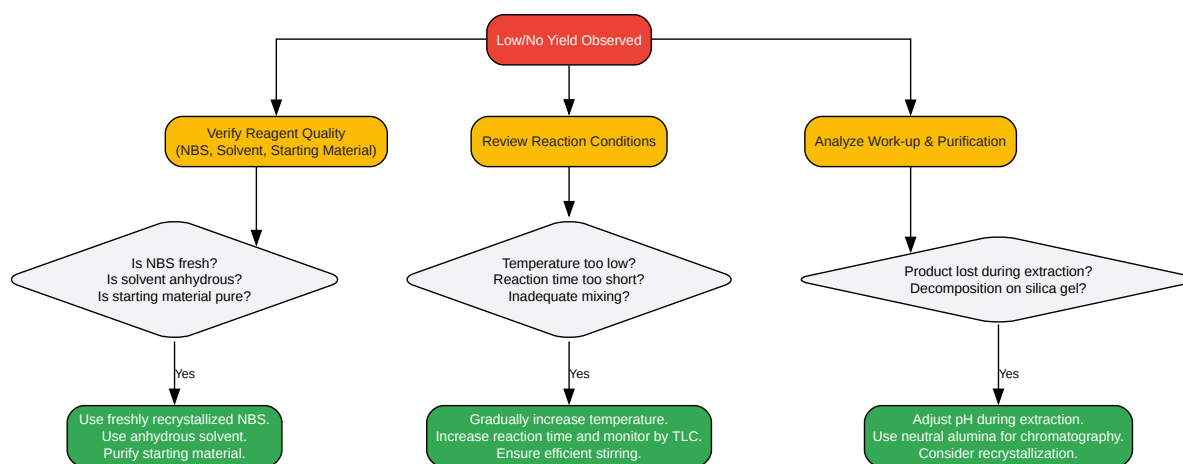 Low/No Yield Observed
Verify Reagent Quality
(NBS, Solvent, Starting Material)
Review Reaction Conditions
Analyze Work-up & Purification
Is NBS fresh?
Is solvent anhydrous?
Is starting material pure?
Temperature too low?
Reaction time too short?
Inadequate mixing?
Product lost during extraction?
Decomposition on silica gel?
Yes
Yes
Yes
Use freshly recrystallized NBS.
Use anhydrous solvent.
Purify starting material.
Gradually increase temperature.
Increase reaction time and monitor by TLC.
Ensure efficient stirring.
Adjust pH during extraction.
Use neutral alumina for chromatography.
Consider recrystallization.